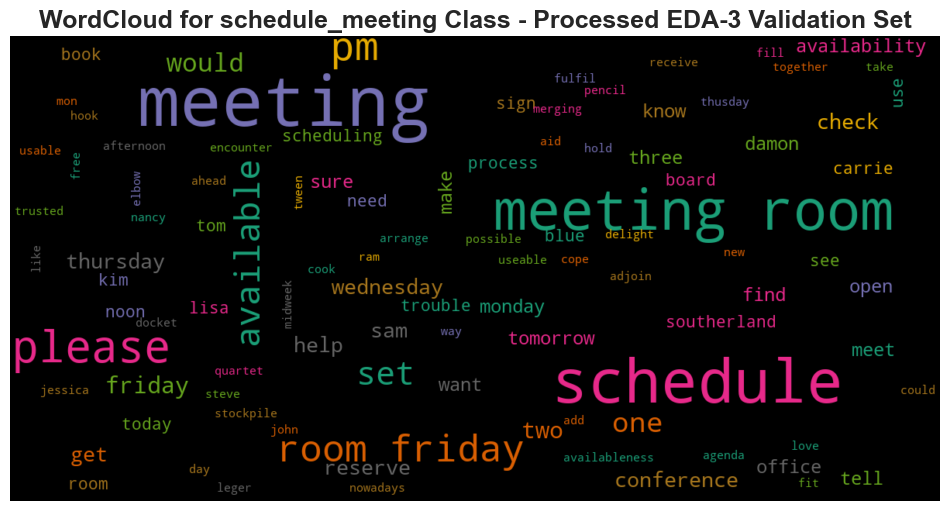 WordCloud for schedule_meeting Class - Processed EDA-3 Validation Set
book would pm fulfil receive fill availability together take
mon hook meeting sign pencil merging know thusday use check
usable free afternoon encounter scheduling aid hold three damon
elbow ahead tween sure need process make board carrie
trusted nancy tom available arrange possible meeting room blue delight
like thursday kim cook ram useable cope adjoin new see
noon docket lisa midweek wednesday trouble monday find open
please sam way tomorrow southerland meet
quartet help set want schedule
jessica friday steve stockpile could
today john room friday two add one love
get day reserve availableness agenda office
room leger nowadays conference fit tell